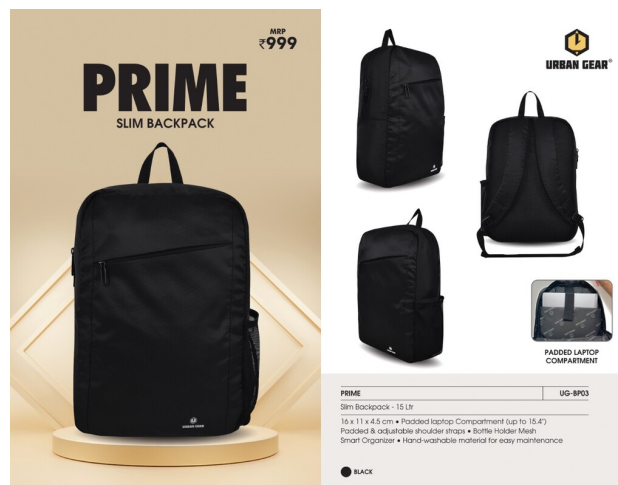 MRP
₹999
PRIME
SLIM BACKPACK
URBAN GEAR
URBAN GEAR®
PADDED LAPTOP
COMPARTMENT
PRIME UG-BP03
Slim Backpack - 15 Ltr
16 x 11 x 4.5 cm • Padded laptop Compartment (up to 15.4")
Padded & adjustable shoulder straps • Bottle Holder Mesh
Smart Organizer • Hand-washable material for easy maintenance
BLACK